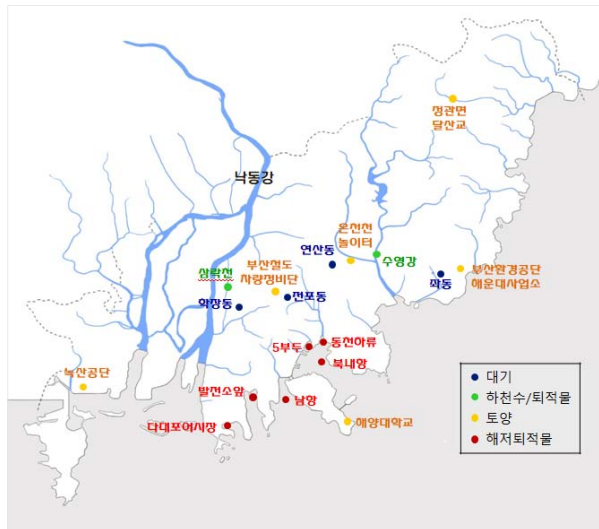 정관면
달산교
낙동강
온천천
놀이터
연산동
수영강
삼락천
부산철도
차량정비단
좌동
부산환경공단
해운대사업소
학장동
전포동
5부두
동천하류
북내항
녹산공단
발전소앞
남항
다대포어시장
해양대학교
대기
하천수/퇴적물
토양
해저퇴적물